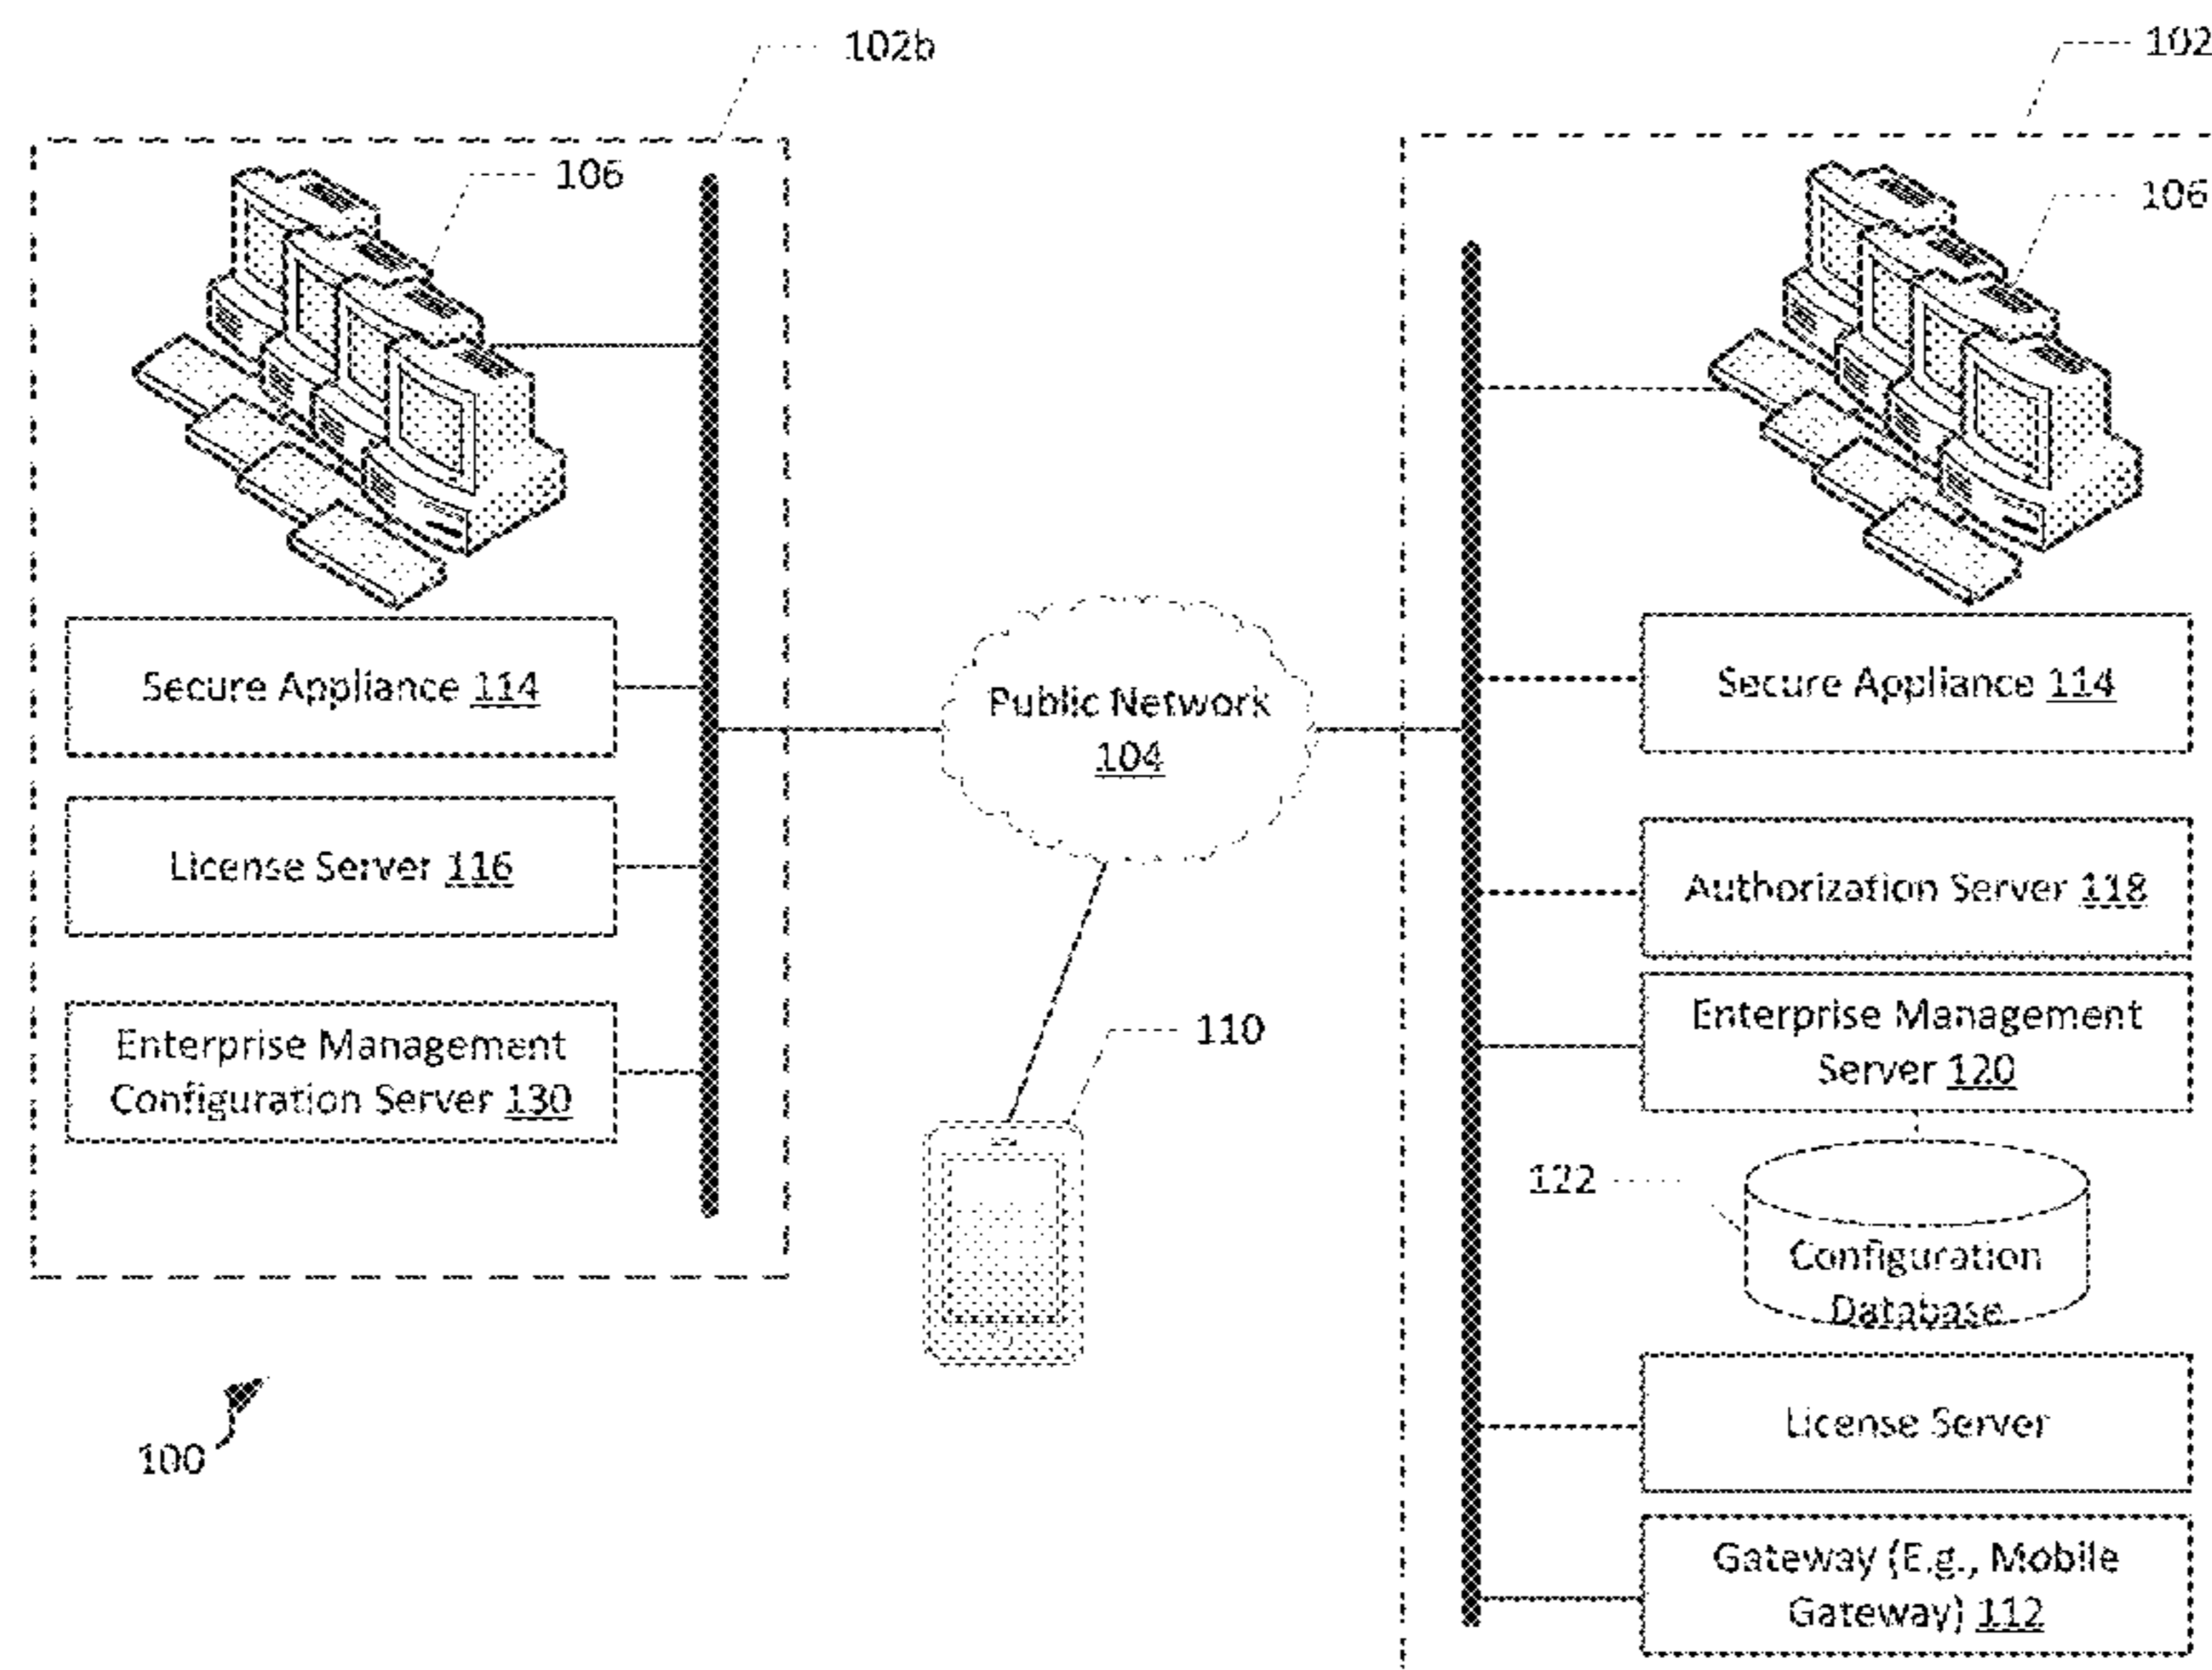 102b
102
106
106
Secure Appliance 114
License Server 116
Enterprise Management
Configuration Server 130
Public Network
104
110
Secure Appliance 114
Authorization Server 118
Enterprise Management
Server 120
122
Configuration
Database
License Server
Gateway (E.g., Mobile
Gateway) 112
100